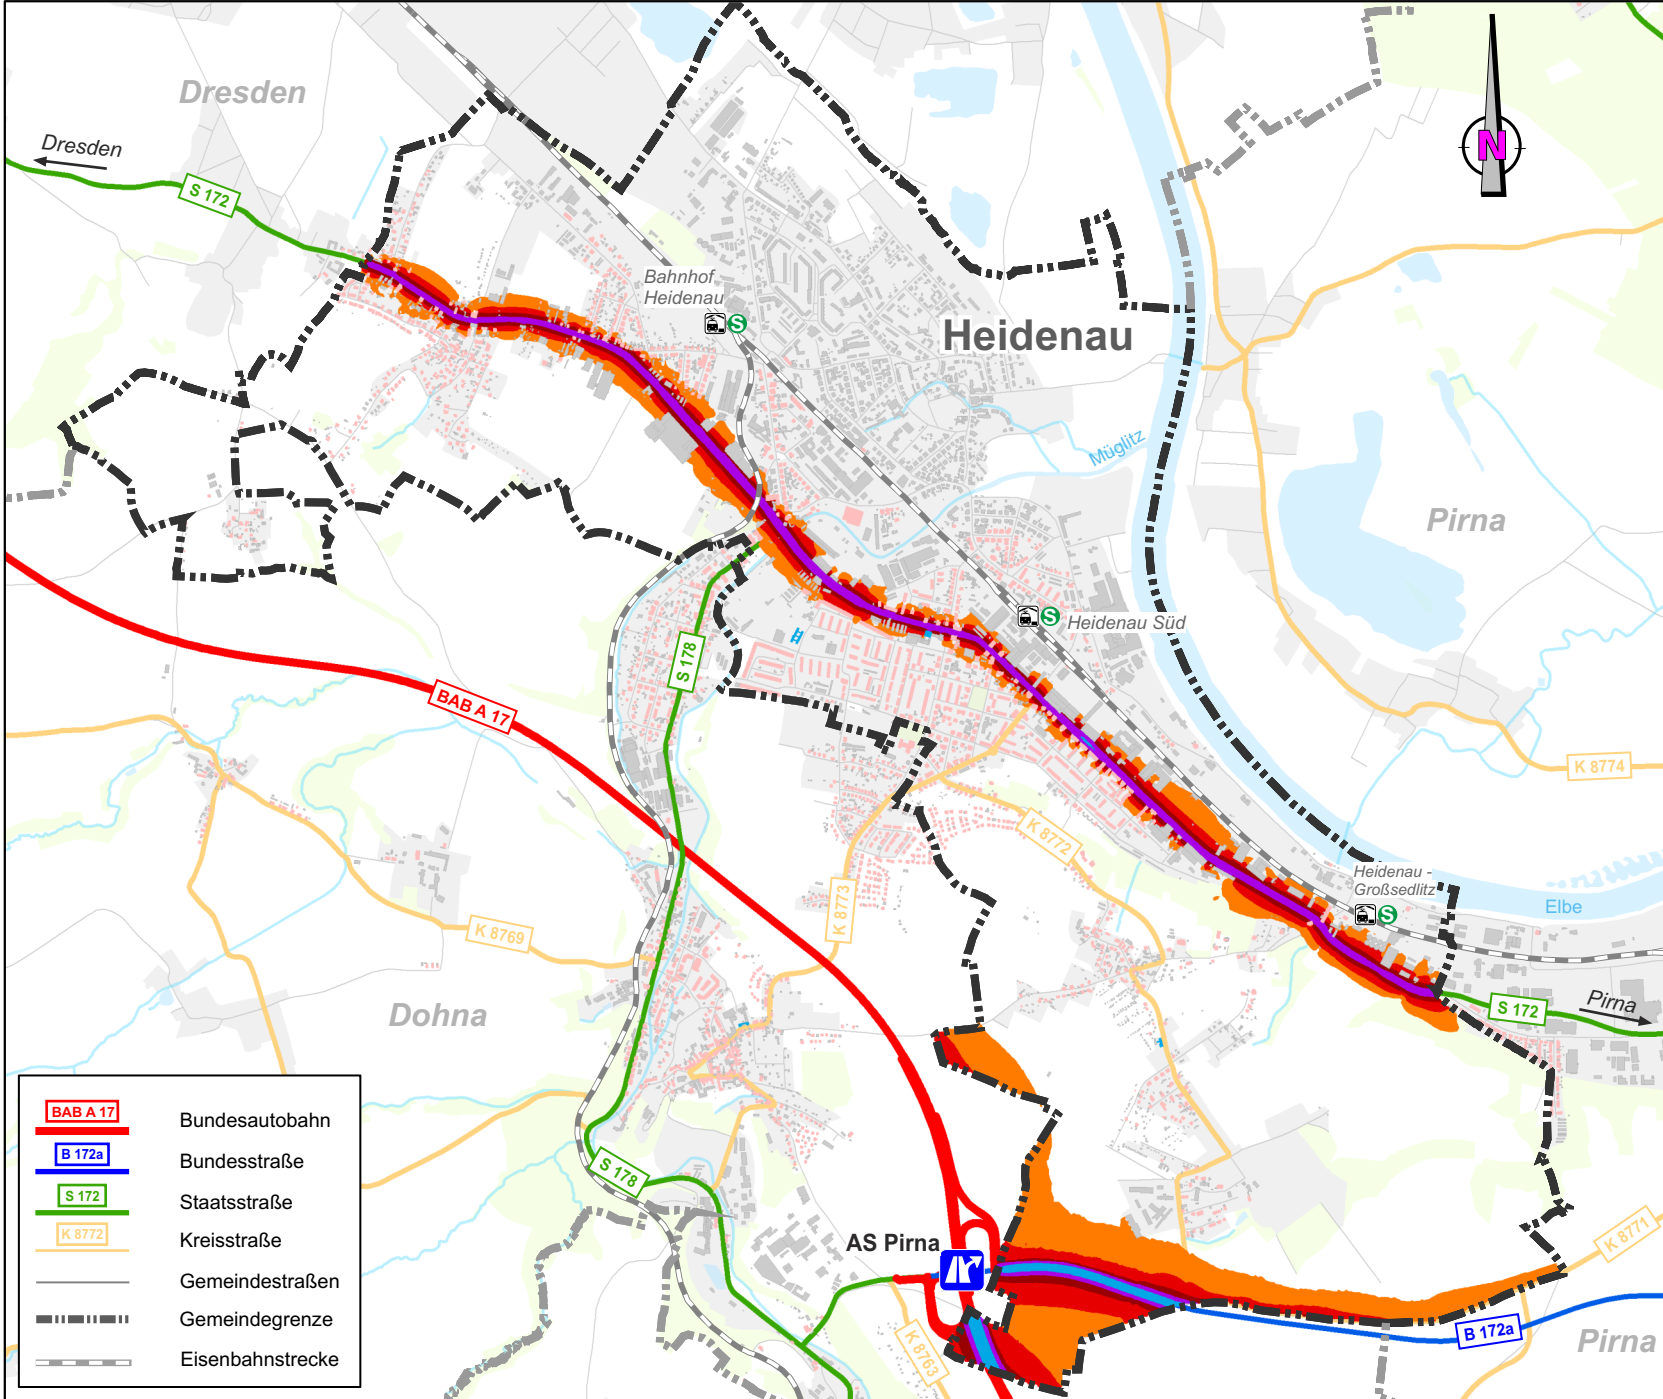 Dresden
Dresden
S 172
N
Bahnhof
Heidenau
S
Heidenau
Müglitz
Pirna
S
Heidenau Süd
S 178
BAB A 17
K 8774
K 8772
Heidenau -
Großsedlitz
S
Elbe
K 8773
K 8769
Dohna
S 172
Pirna
S 178
AS Pirna
K 8771
K 8763
B 172a
Pirna
BAB A 17
Bundesautobahn
B 172a
Bundesstraße
S 172
Staatsstraße
K 8772
Kreisstraße
Gemeindestraßen
Gemeindegrenze
Eisenbahnstrecke